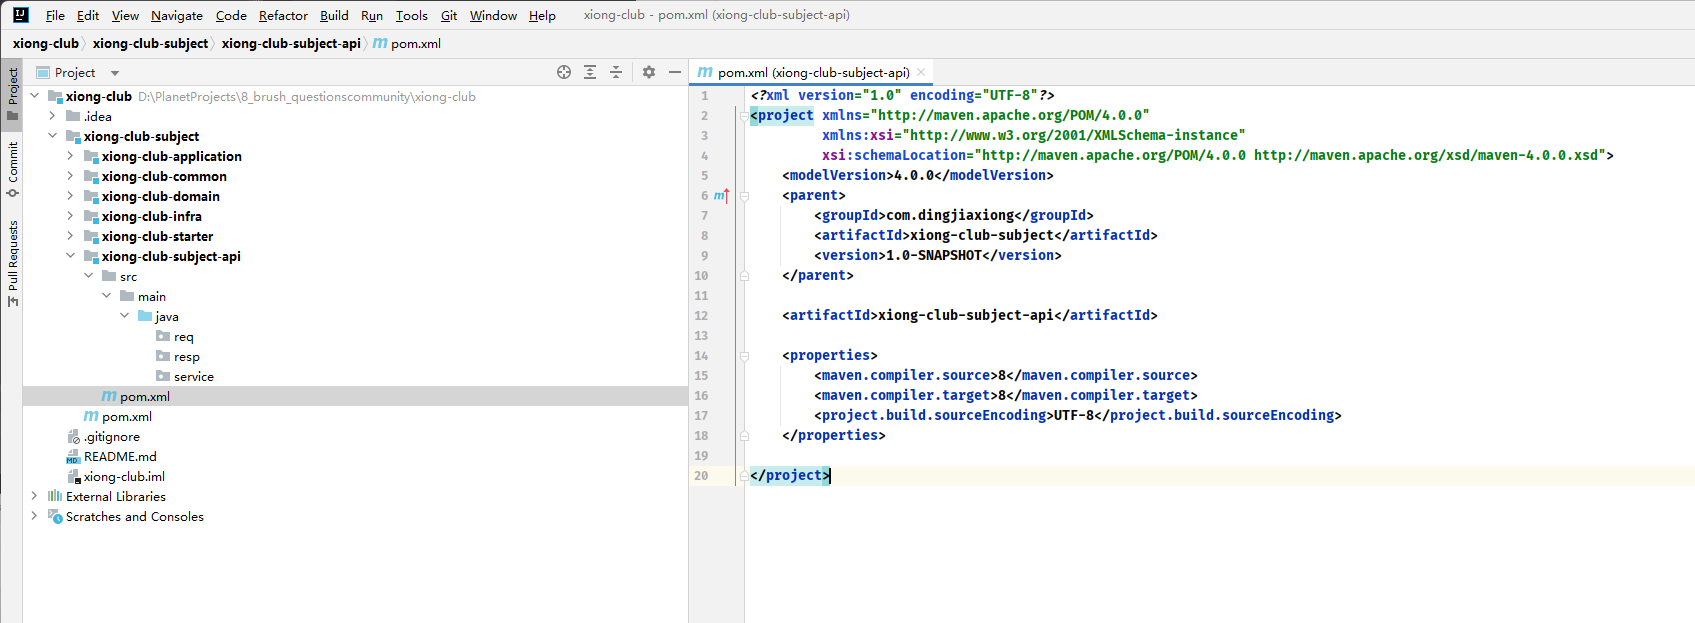 File Edit View Navigate Code Refactor Build Run Tools Git Window Help xiong-club - pom.xml (xiong-club-subject-api)
xiong-club xiong-club-subject xiong-club-subject-api m pom.xml
Project
Commit
Pull Requests
Project
xiong-club D:\PlanetProjects\8_brush_questionscommunity\xiong-club
.idea
xiong-club-subject
xiong-club-application
xiong-club-common
xiong-club-domain
xiong-club-infra
xiong-club-starter
xiong-club-subject-api
src
main
java
req
resp
service
m pom.xml
m pom.xml
.gitignore
README.md
xiong-club.iml
External Libraries
Scratches and Consoles
m pom.xml (xiong-club-subject-api)
1 <?xml version="1.0" encoding="UTF-8"?>
2 <project xmlns="http://maven.apache.org/POM/4.0.0"
3 xmlns:xsi="http://www.w3.org/2001/XMLSchema-instance"
4 xsi:schemaLocation="http://maven.apache.org/POM/4.0.0 http://maven.apache.org/xsd/maven-4.0.0.xsd">
5 <modelVersion>4.0.0</modelVersion>
6 m <parent>
7 <groupId>com.dingjiaxiong</groupId>
8 <artifactId>xiong-club-subject</artifactId>
9 <version>1.0-SNAPSHOT</version>
10 </parent>
11
12 <artifactId>xiong-club-subject-api</artifactId>
13
14 <properties>
15 <maven.compiler.source>8</maven.compiler.source>
16 <maven.compiler.target>8</maven.compiler.target>
17 <project.build.sourceEncoding>UTF-8</project.build.sourceEncoding>
18 </properties>
19
20 </project>